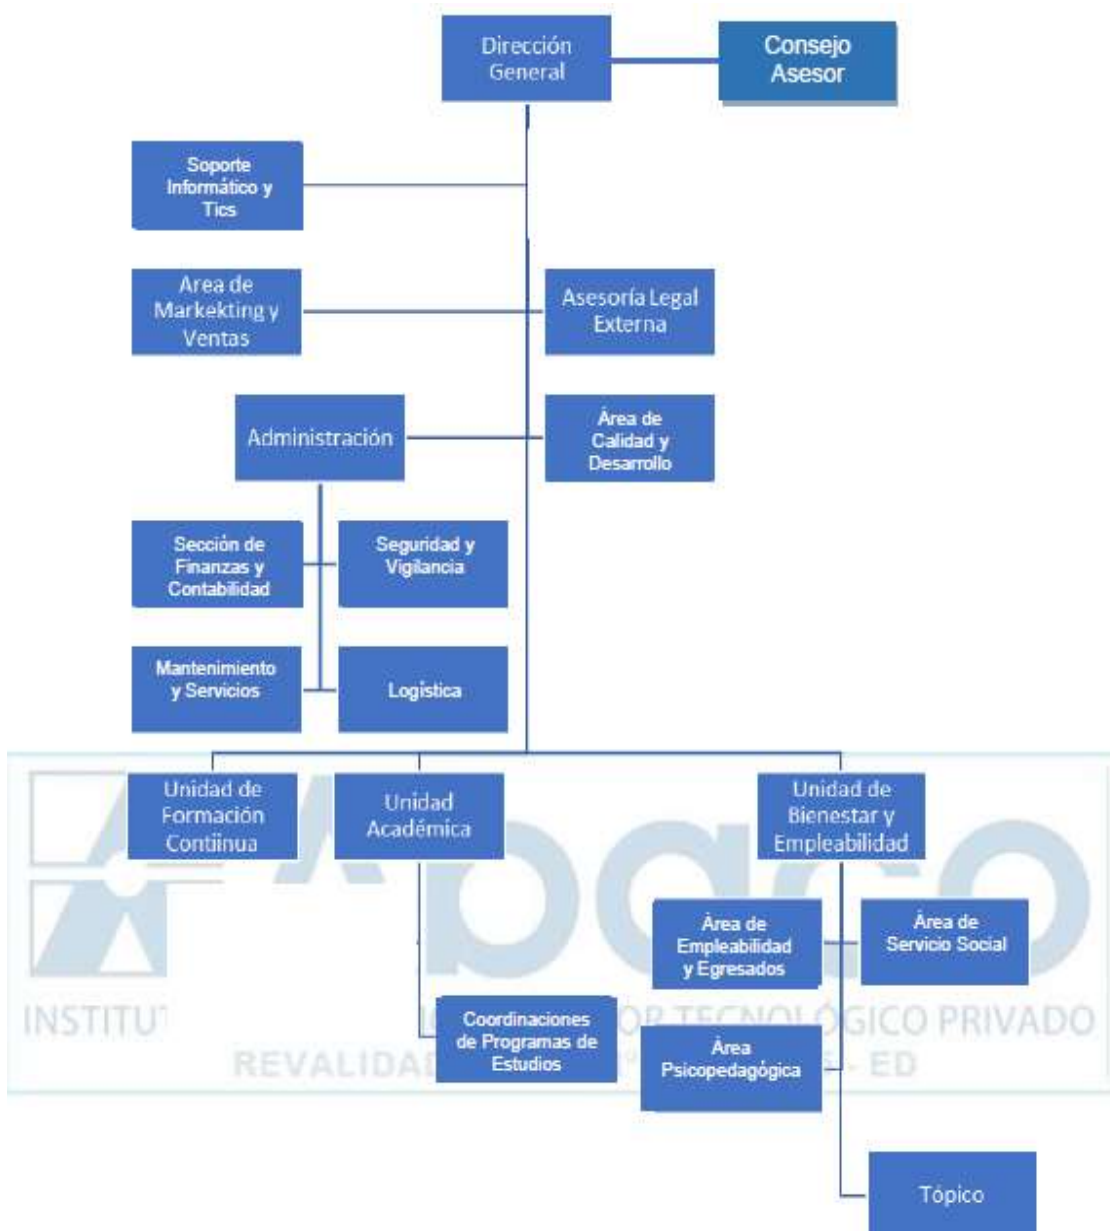 Dirección
General
Consejo
Asesor
Soporte
Informático y
Tics
Area de
Markekting y
Ventas
Asesoría Legal
Externa
Administración
Área de
Calidad y
Desarrollo
Sección de
Finanzas y
Contabilidad
Seguridad y
Vigilancia
Mantenimiento
y Servicios
Logística
Unidad de
Formación
Contiinua
Unidad
Académica
Unidad de
Bienestar y
Empleabilidad
Área de
Empleabilidad
y Egresados
Área de
Servicio Social
Coordinaciones
de Programas de
Estudios
Área
Psicopedagógica
Tópico
TECNOLÓGICO PRIVADO
- ED